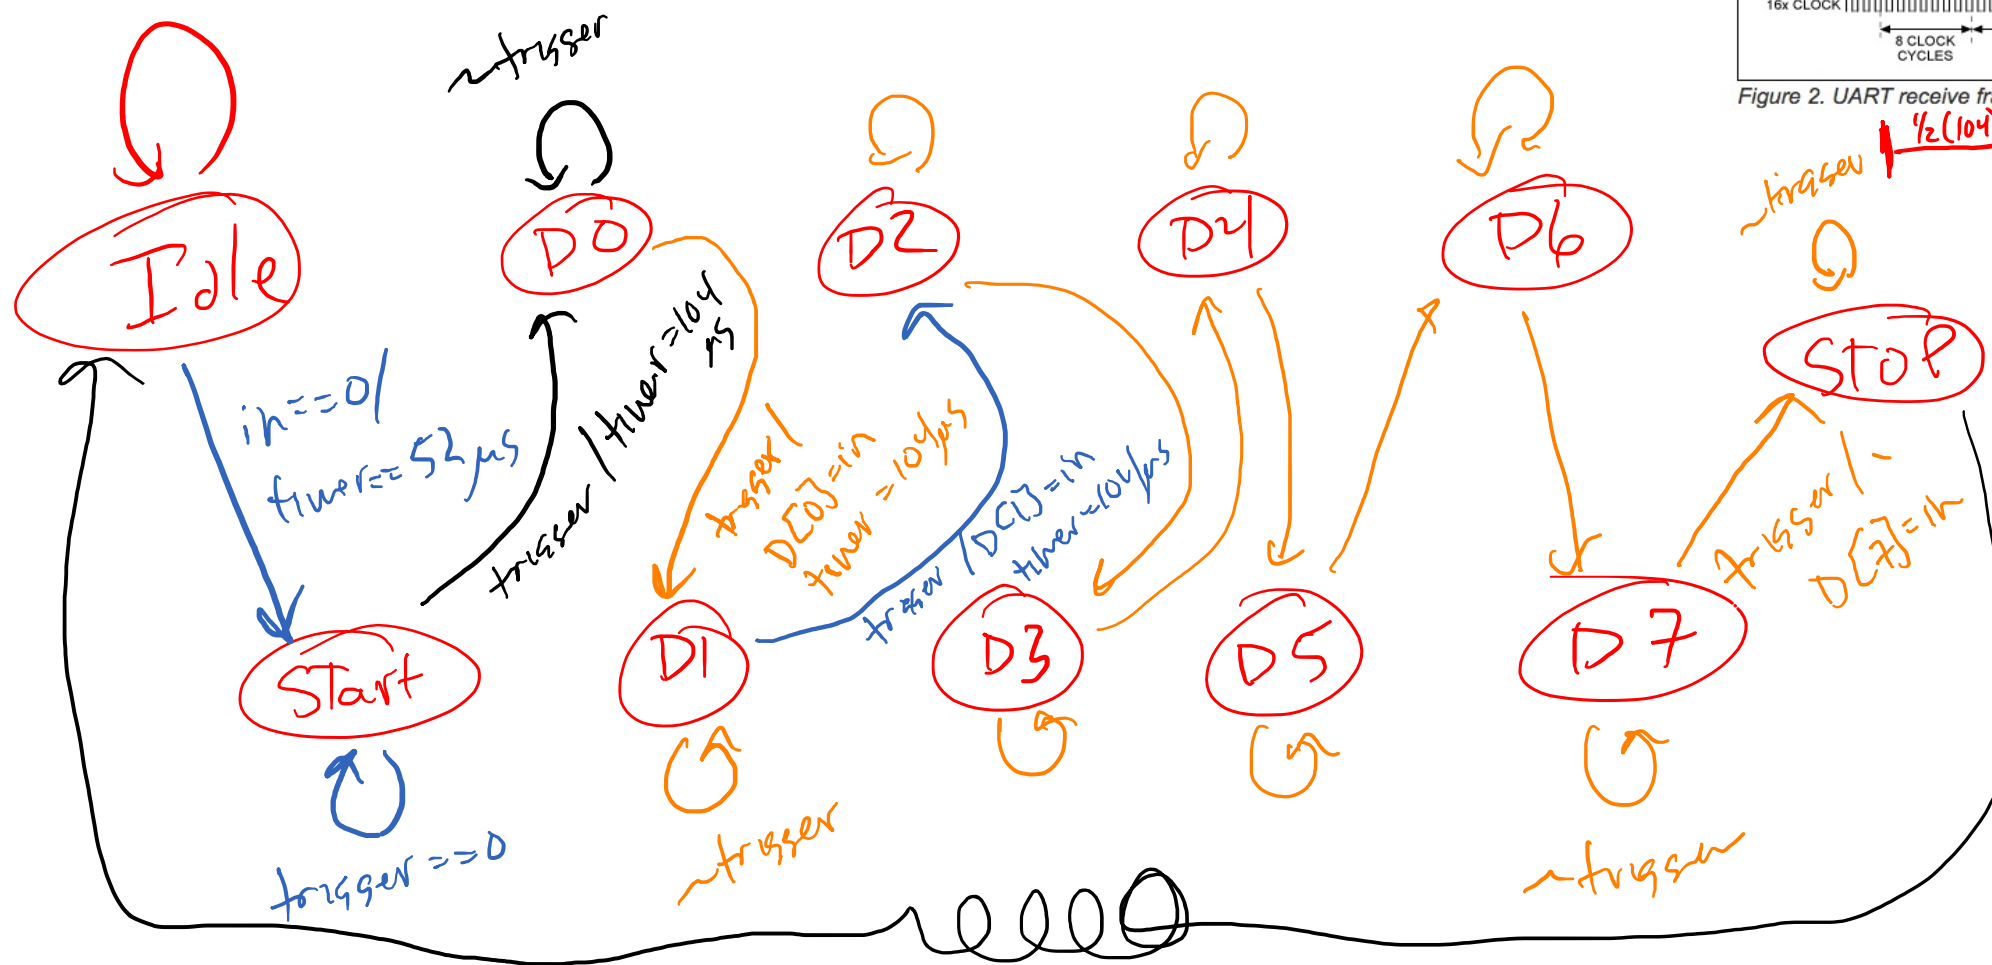 16x CLOCK
8 CLOCK
CYCLES
Figure 2. UART receive fr
1/2(104
~trigger
~trigger
Idle
D0
D2
D4
D6
STOP
in==0/
timer==52µs
trigger / timer=104
µs
trigger /
D[0]=in
timer=104µs
trigger / D[1]=in
timer=104µs
trigger / -
D[7]=in
Start
D1
D3
D5
D7
trigger==0
~trigger
~trigger